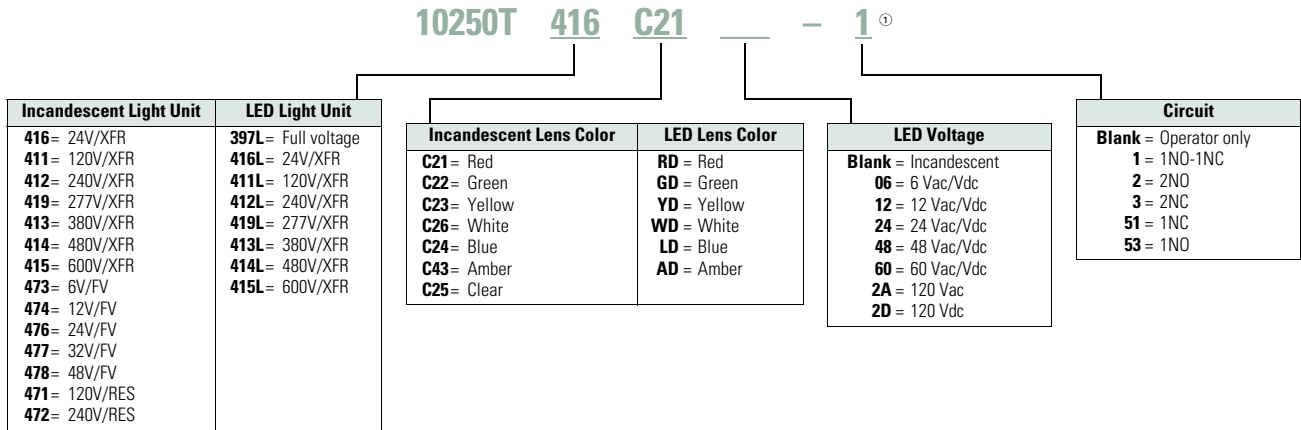 10250T 416 C21 ___ – 1 ①
Incandescent Light Unit
416= 24V/XFR
411= 120V/XFR
412= 240V/XFR
419= 277V/XFR
413= 380V/XFR
414= 480V/XFR
415= 600V/XFR
473= 6V/FV
474= 12V/FV
476= 24V/FV
477= 32V/FV
478= 48V/FV
471= 120V/RES
472= 240V/RES
LED Light Unit
397L= Full voltage
416L= 24V/XFR
411L= 120V/XFR
412L= 240V/XFR
419L= 277V/XFR
413L= 380V/XFR
414L= 480V/XFR
415L= 600V/XFR
Incandescent Lens Color
C21= Red
C22= Green
C23= Yellow
C26= White
C24= Blue
C43= Amber
C25= Clear
LED Lens Color
RD = Red
GD = Green
YD = Yellow
WD = White
LD = Blue
AD = Amber
LED Voltage
Blank = Incandescent
06 = 6 Vac/Vdc
12 = 12 Vac/Vdc
24 = 24 Vac/Vdc
48 = 48 Vac/Vdc
60 = 60 Vac/Vdc
2A = 120 Vac
2D = 120 Vdc
Circuit
Blank = Operator only
1 = 1NO-1NC
2 = 2NO
3 = 2NC
51 = 1NC
53 = 1NO